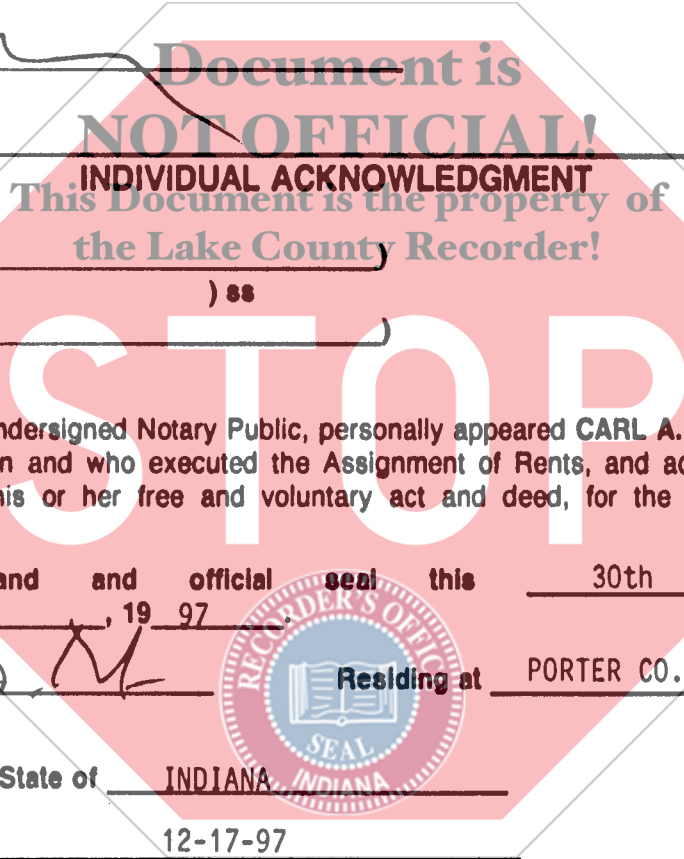 Document is
NOT OFFICIAL!
INDIVIDUAL ACKNOWLEDGMENT
This Document is the property of
the Lake County Recorder!
)
) ss
)
STOP
ndersigned Notary Public, personally appeared CARL A.
n and who executed the Assignment of Rents, and ac
his or her free and voluntary act and deed, for the
and and official seal this 30th
, 19 97 .
Residing at PORTER CO.
State of INDIANA
12-17-97
RECORDER'S OFFICE
SEAL
INDIANA